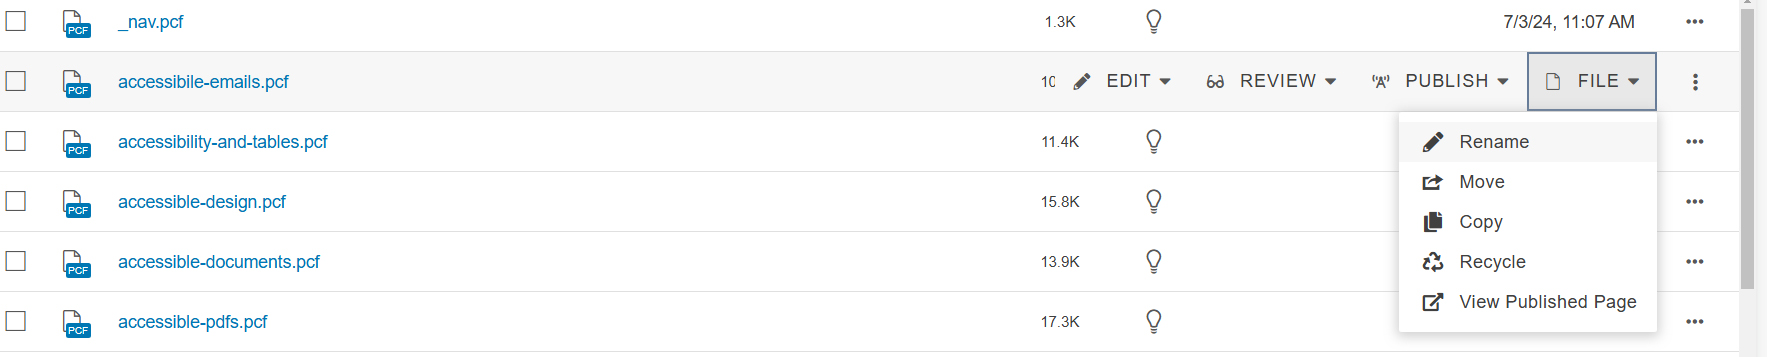 PCF _nav.pcf 1.3K 7/3/24, 11:07 AM
PCF accessibile-emails.pcf 10 EDIT REVIEW PUBLISH FILE
PCF accessibility-and-tables.pcf 11.4K Rename
PCF accessible-design.pcf 15.8K Move
Copy
PCF accessible-documents.pcf 13.9K Recycle
PCF accessible-pdfs.pcf 17.3K View Published Page